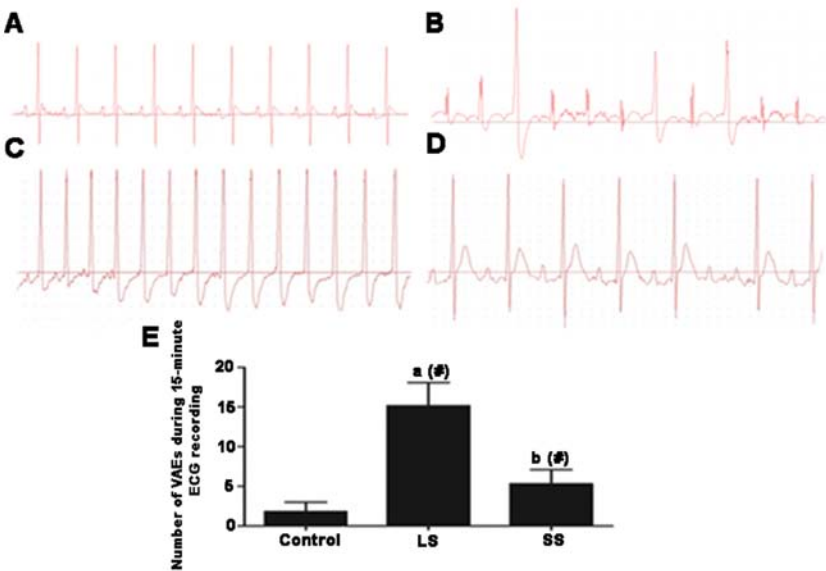 A
B
C
D
E
Number of VAEs during 15-minute
ECG recording
20
15
10
5
0
a (#)
b (#)
Control
LS
SS